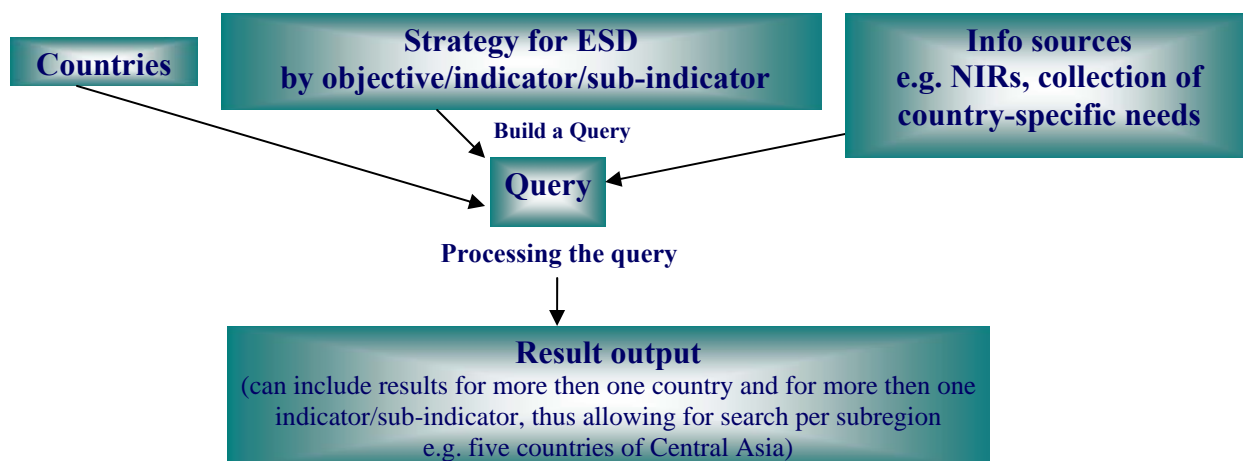 Countries
Strategy for ESD
by objective/indicator/sub-indicator
Info sources
e.g. NIRs, collection of
country-specific needs
Build a Query
Query
Processing the query
Result output
(can include results for more then one country and for more then one
indicator/sub-indicator, thus allowing for search per subregion
e.g. five countries of Central Asia)